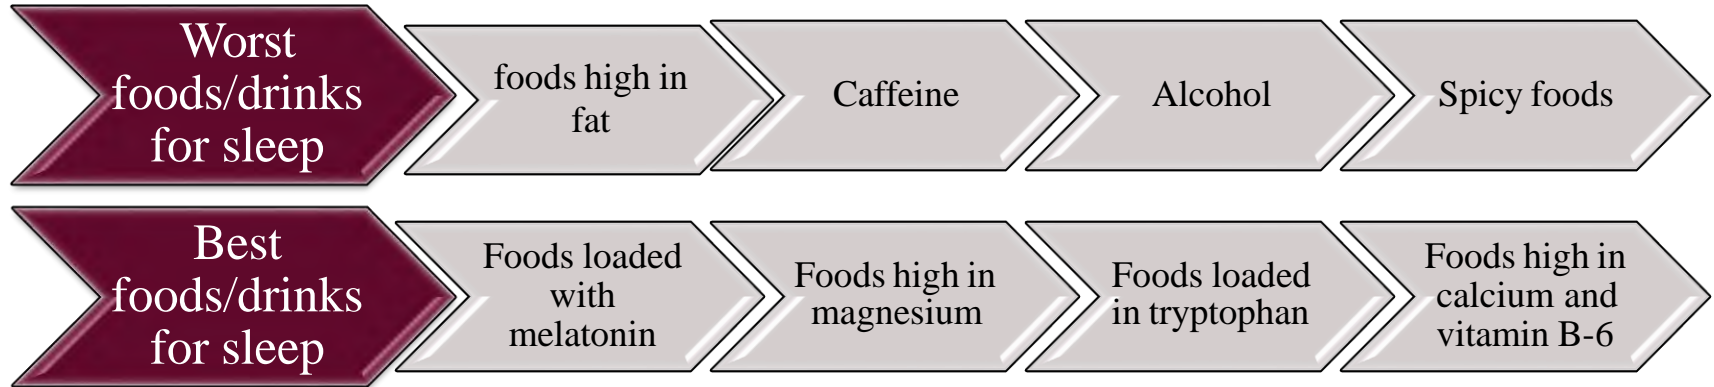 Worst
foods/drinks
for sleep
foods high in
fat
Caffeine
Alcohol
Spicy foods
Best
foods/drinks
for sleep
Foods loaded
with
melatonin
Foods high in
magnesium
Foods loaded
in tryptophan
Foods high in
calcium and
vitamin B-6